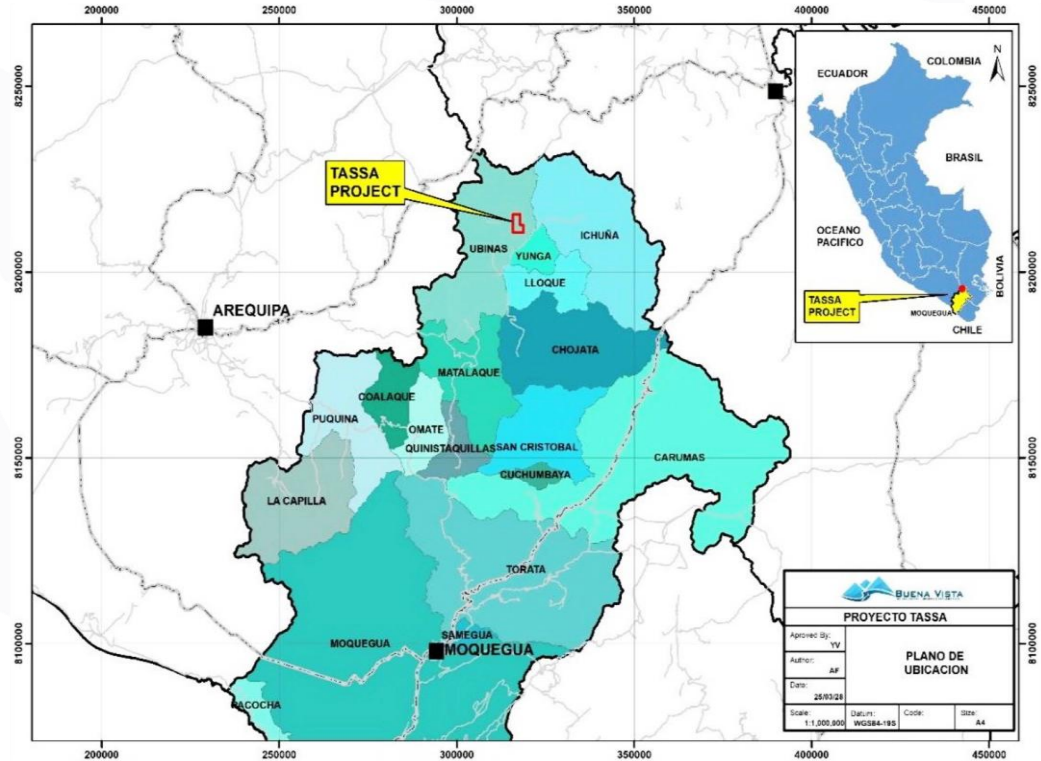 200000 250000 300000 350000 400000 450000
8250000
8200000
8150000
8100000
8250000
8200000
8150000
8100000
TASSA
PROJECT
UBINAS
ICHUÑA
YUNGA
LLOQUE
AREQUIPA
CHOJATA
MATALAQUE
COALAQUE
PUQUINA
OMATE
QUINISTAQUILLAS
SAN CRISTOBAL
CARUMAS
CUCHUMBAYA
LA CAPILLA
TORATA
MOQUEGUA
SAMEGUA
MOQUEGUA
PACOCHA
N
COLOMBIA
ECUADOR
BRASIL
OCEANO
PACIFICO
BOLIVIA
TASSA
PROJECT
MOQUEGUA
CHILE
BUENA VISTA
PROYECTO TASSA
Aproved By:
YV
Author:
AF
Date:
25/03/28
PLANO DE
UBICACION
Scale:
1:1,000,000
Datum:
WGS84-19S
Code:
Size:
A4
200000 250000 300000 350000 400000 450000